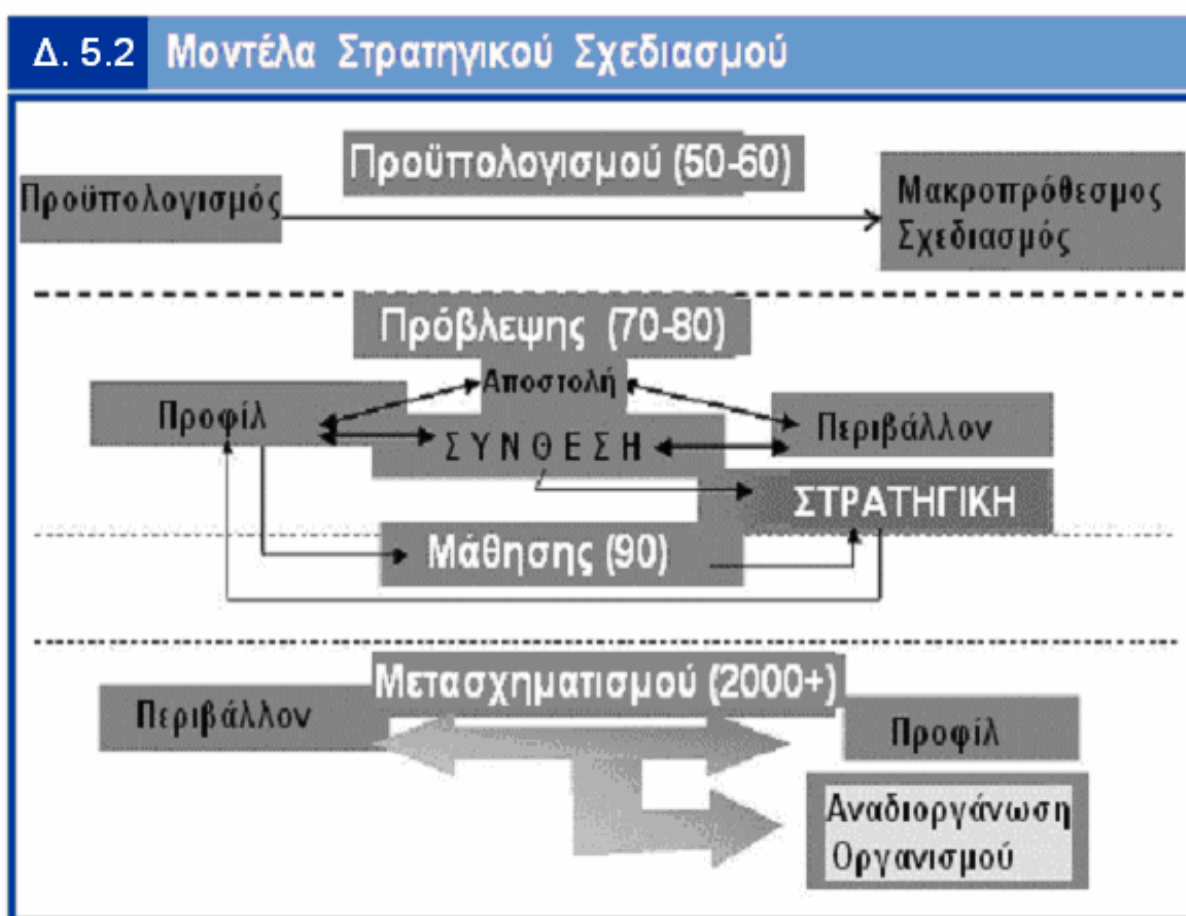 Δ. 5.2 Μοντέλα Στρατηγικού Σχεδιασμού
Προϋπολογισμού (50-60)
Προϋπολογισμός
Μακροπρόθεσμος
Σχεδιασμός
Πρόβλεψης (70-80)
Αποστολή
Προφίλ
Περιβάλλον
ΣΥΝΘΕΣΗ
ΣΤΡΑΤΗΓΙΚΗ
Μάθησης (90)
Μετασχηματισμού (2000+)
Περιβάλλον
Προφίλ
Αναδιοργάνωση
Οργανισμού